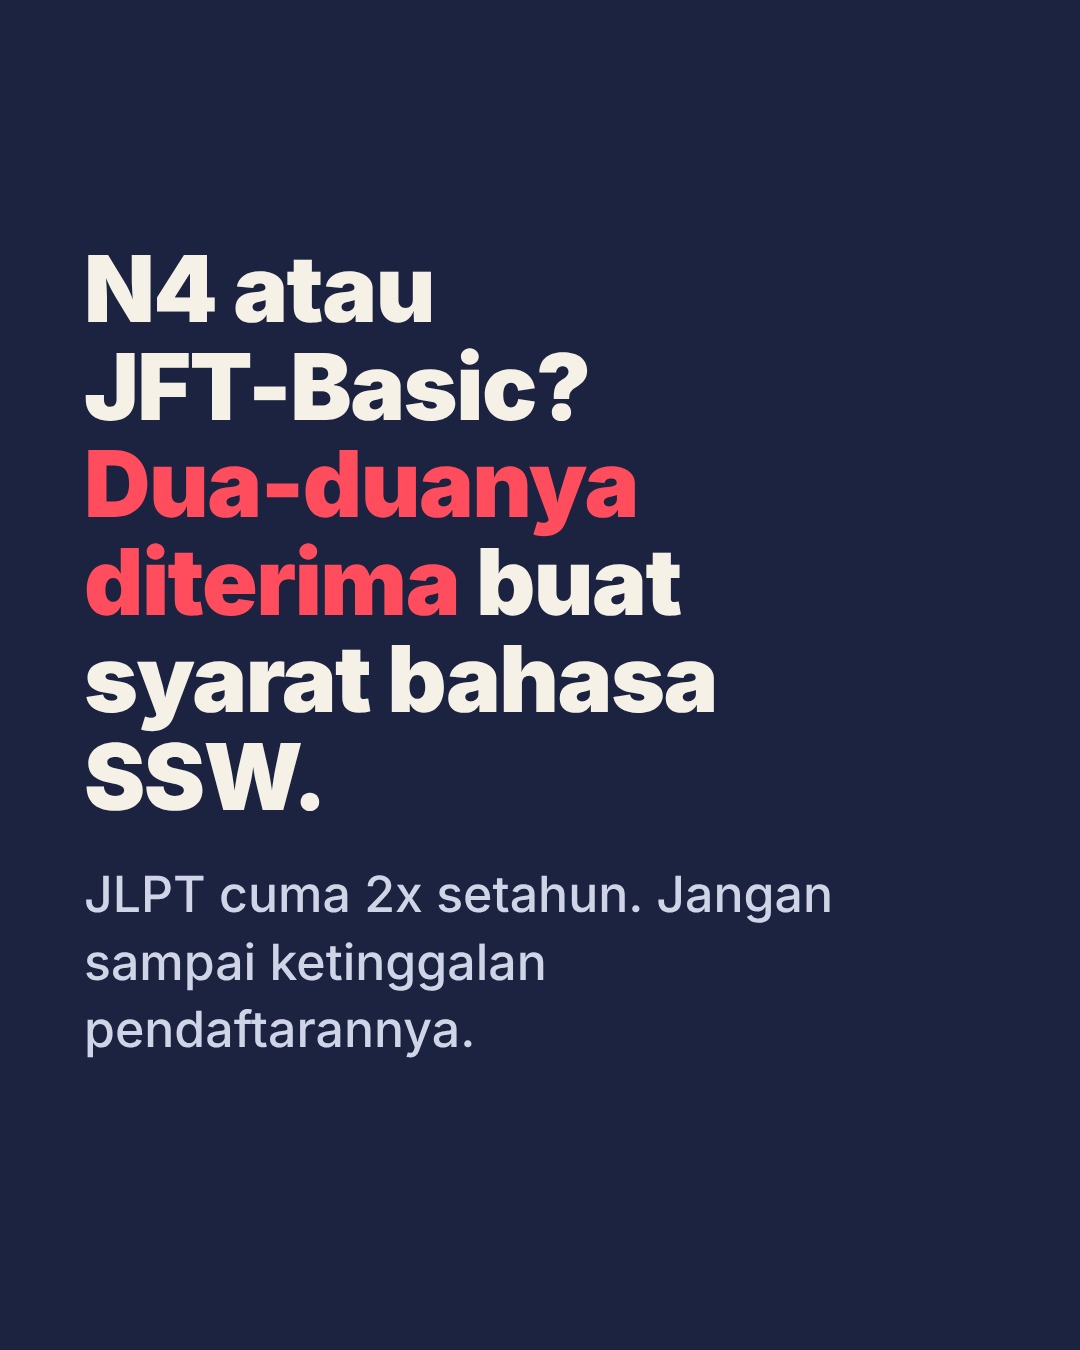 N4 atau
JFT-Basic?
Dua-duanya
diterima buat
syarat bahasa
SSW.
JLPT cuma 2x setahun. Jangan
sampai ketinggalan
pendaftarannya.